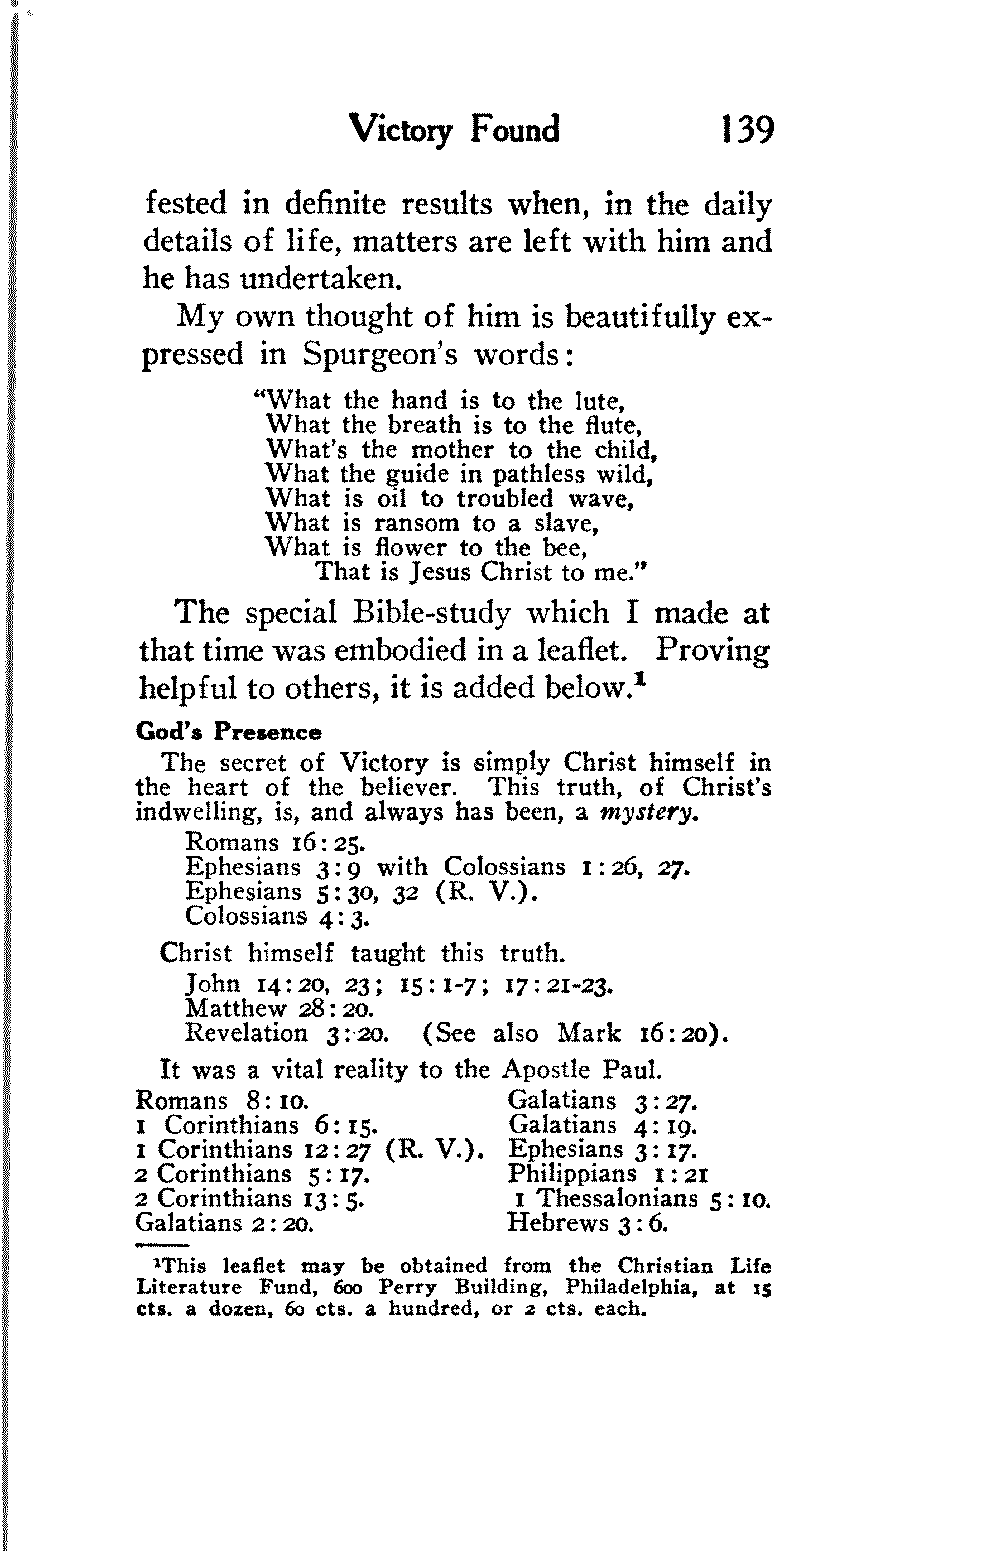 Victory Found 139
fested in definite results when, in the daily
details of life, matters are left with him and
he has undertaken.
My own thought of him is beautifully ex-
pressed in Spurgeon's words:
"What the hand is to the lute,
What the breath is to the flute,
What's the mother to the child,
What the guide in pathless wild,
What is oil to troubled wave,
What is ransom to a slave,
What is flower to the bee,
That is Jesus Christ to me."
The special Bible-study which I made at
that time was embodied in a leaflet. Proving
helpful to others, it is added below.¹
God's Presence
The secret of Victory is simply Christ himself in
the heart of the believer. This truth, of Christ's
indwelling, is, and always has been, a mystery.
Romans 16:25.
Ephesians 3:9 with Colossians 1:26, 27.
Ephesians 5:30, 32 (R. V.).
Colossians 4:3.
Christ himself taught this truth.
John 14:20, 23; 15:1-7; 17:21-23.
Matthew 28:20.
Revelation 3:20. (See also Mark 16:20).
It was a vital reality to the Apostle Paul.
Romans 8:10. Galatians 3:27.
1 Corinthians 6:15. Galatians 4:19.
1 Corinthians 12:27 (R. V.). Ephesians 3:17.
2 Corinthians 5:17. Philippians 1:21
2 Corinthians 13:5. 1 Thessalonians 5:10.
Galatians 2:20. Hebrews 3:6.
¹This leaflet may be obtained from the Christian Life
Literature Fund, 600 Perry Building, Philadelphia, at 15
cts. a dozen, 60 cts. a hundred, or 2 cts. each.